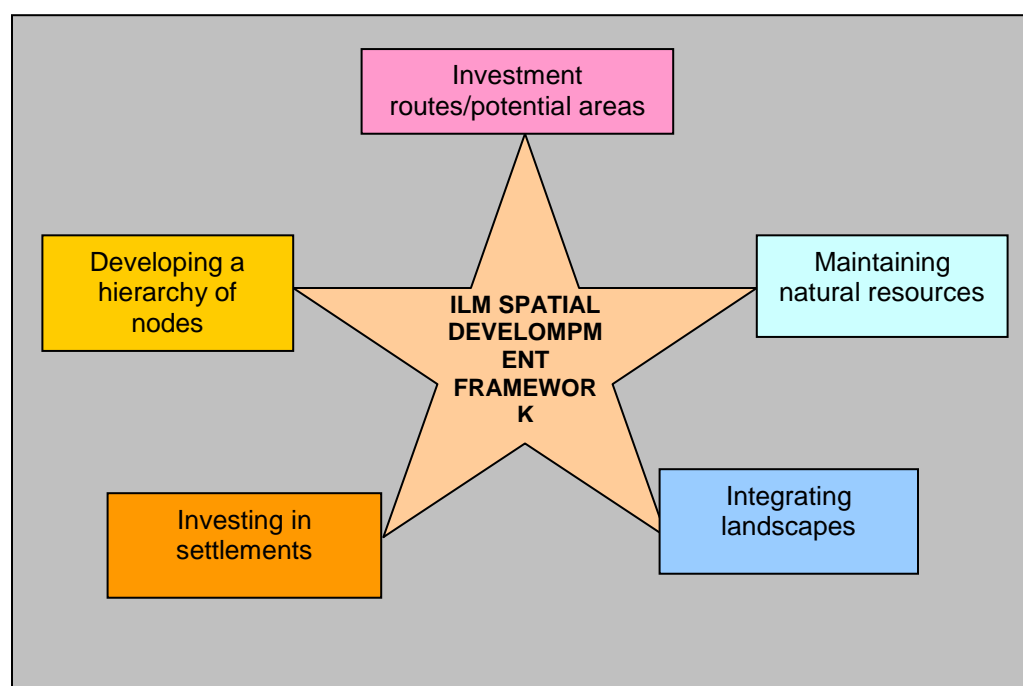 Investment
routes/potential areas
Developing a
hierarchy of
nodes
Maintaining
natural resources
ILM SPATIAL
DEVELOMPM
ENT
FRAMEWOR
K
Investing in
settlements
Integrating
landscapes